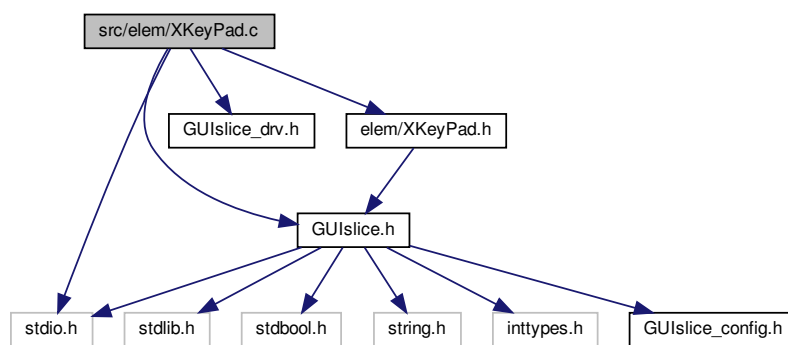 src/elem/XKeyPad.c
GUIslice_drv.h
elem/XKeyPad.h
GUIslice.h
stdio.h
stdlib.h
stdbool.h
string.h
inttypes.h
GUIslice_config.h